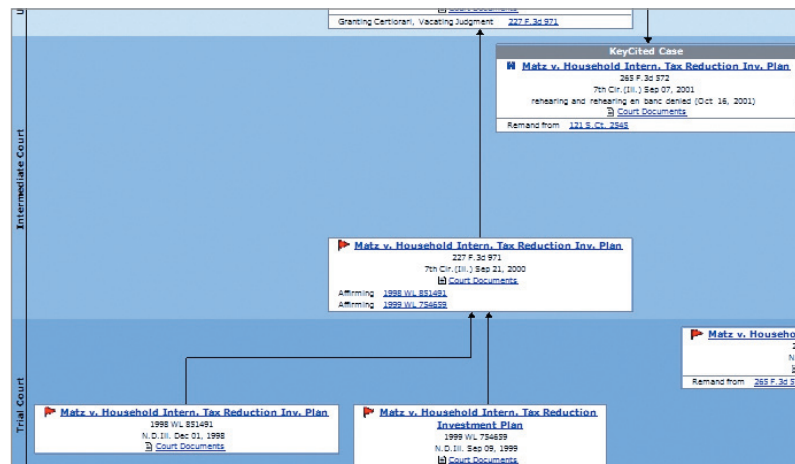 Granting Certiorari, Vacating Judgment 227 F.3d 971
KeyCited Case
H Matz v. Household Intern. Tax Reduction Inv. Plan
265 F.3d 572
7th Cir.(Ill.) Sep 07, 2001
rehearing and rehearing en banc denied (Oct 16, 2001)
Court Documents
Remand from 121 S.Ct. 2545
Intermediate Court
Matz v. Household Intern. Tax Reduction Inv. Plan
227 F.3d 971
7th Cir.(Ill.) Sep 21, 2000
Court Documents
Affirming 1998 WL 851491
Affirming 1999 WL 754659
Trial Court
Matz v. Househo
Remand from 265 F.3d 5
Matz v. Household Intern. Tax Reduction Inv. Plan
1998 WL 851491
N.D.Ill. Dec 01, 1998
Court Documents
Matz v. Household Intern. Tax Reduction
Investment Plan
1999 WL 754659
N.D.Ill. Sep 09, 1999
Court Documents